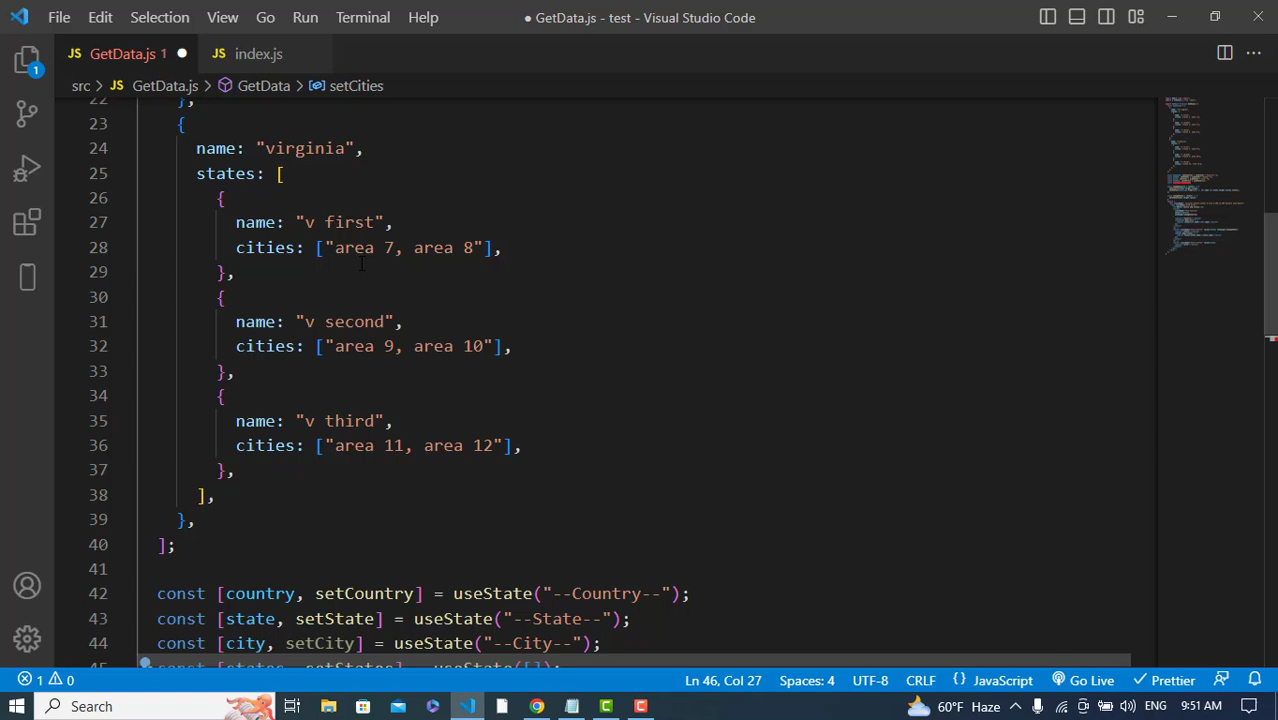 File Edit Selection View Go Run Terminal Help ● GetData.js - test - Visual Studio Code
JS GetData.js 1 ● JS index.js
1
src > JS GetData.js > GetData > setCities
22 },
23 {
24 name: "virginia",
25 states: [
26 {
27 name: "v first",
28 cities: ["area 7, area 8"],
29 },
30 {
31 name: "v second",
32 cities: ["area 9, area 10"],
33 },
34 {
35 name: "v third",
36 cities: ["area 11, area 12"],
37 },
38 ],
39 },
40 ];
41
42 const [country, setCountry] = useState("--Country--");
43 const [state, setState] = useState("--State--");
44 const [city, setCity] = useState("--City--");
45 const [states, setStates] = useState([]);
1 0 Ln 46, Col 27 Spaces: 4 UTF-8 CRLF {} JavaScript Go Live Prettier
Search 60°F Haze ENG 9:51 AM